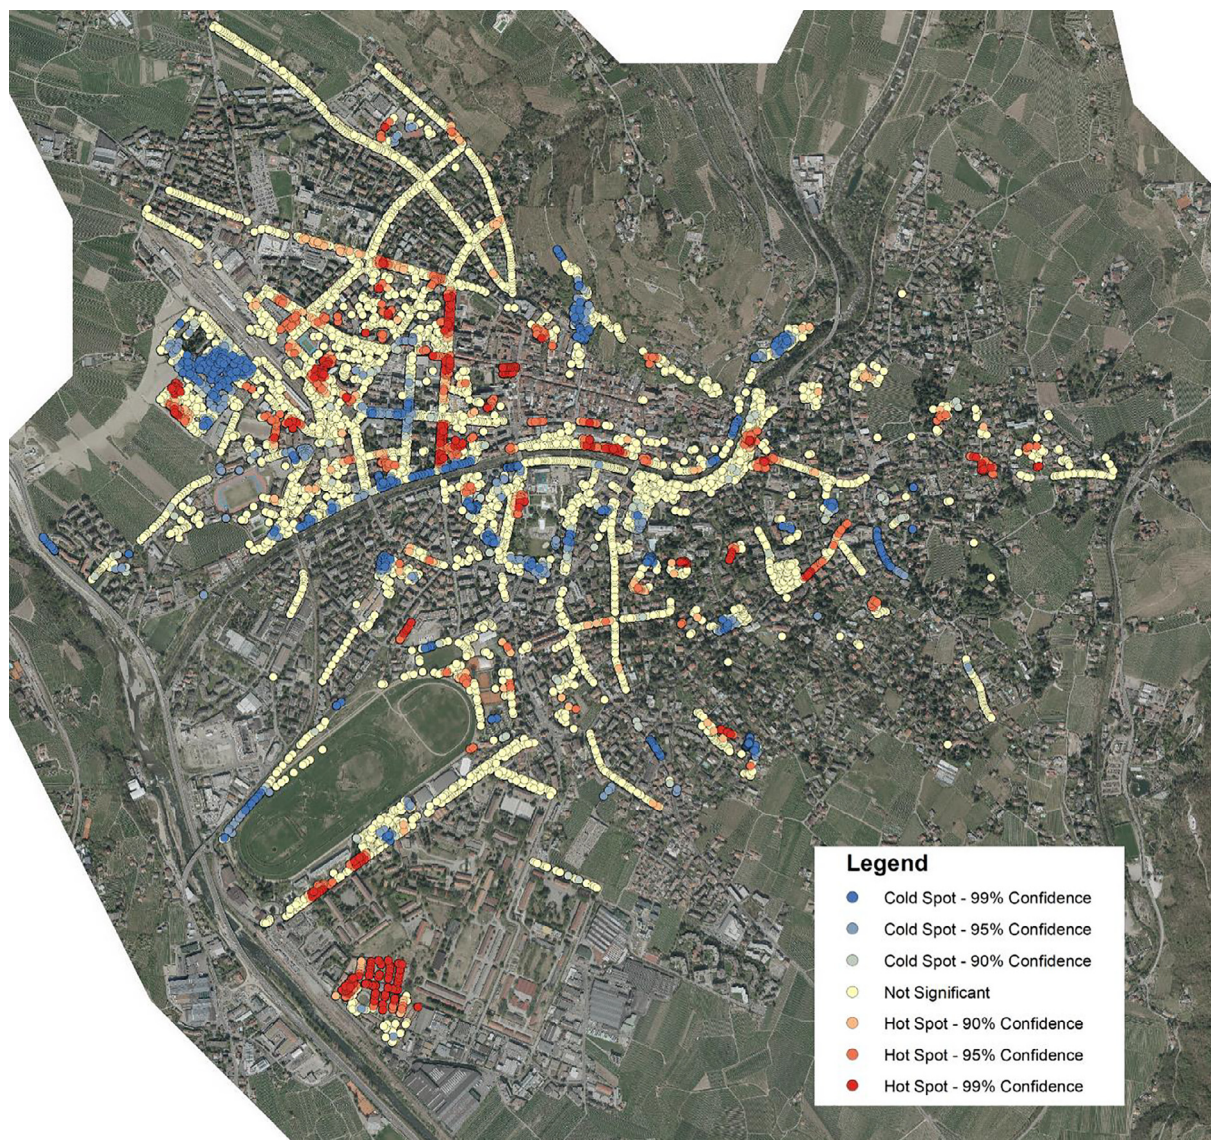 Legend
Cold Spot - 99% Confidence
Cold Spot - 95% Confidence
Cold Spot - 90% Confidence
Not Significant
Hot Spot - 90% Confidence
Hot Spot - 95% Confidence
Hot Spot - 99% Confidence